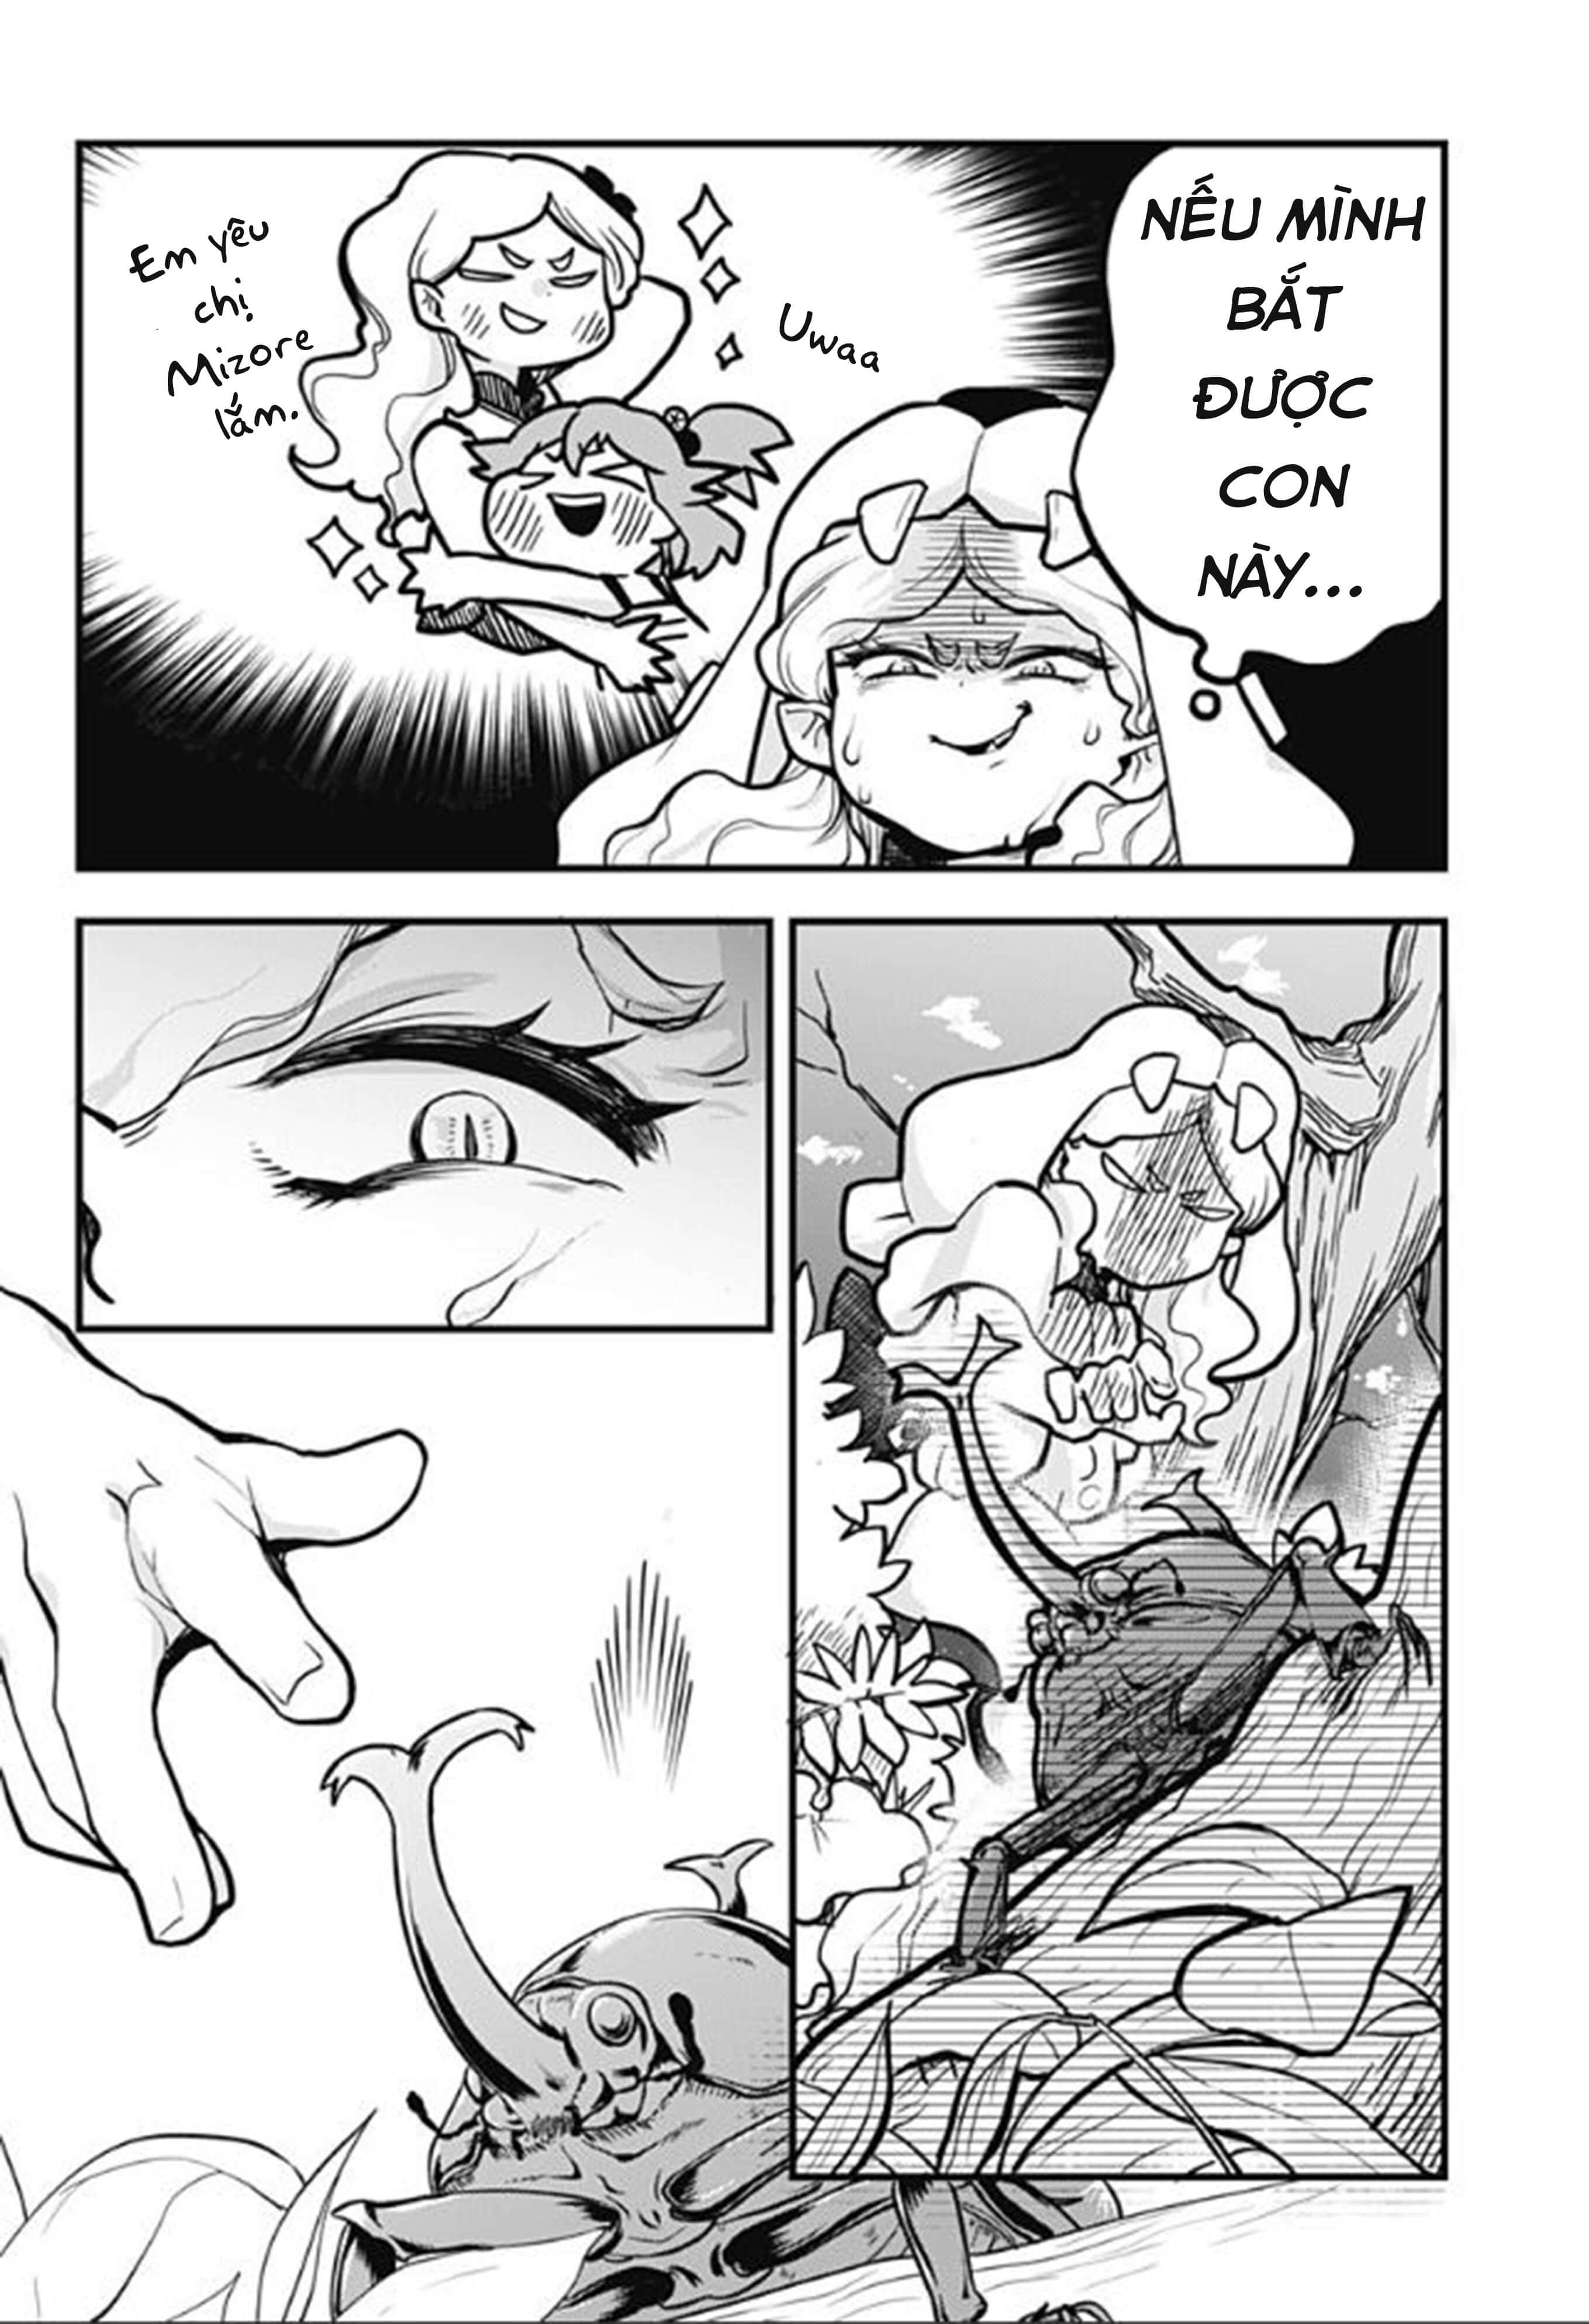 NẾU MÌNH
BẮT
ĐƯỢC
CON
NÀY...
Uwaa
Em yêu
chị
Mizore
lắm.